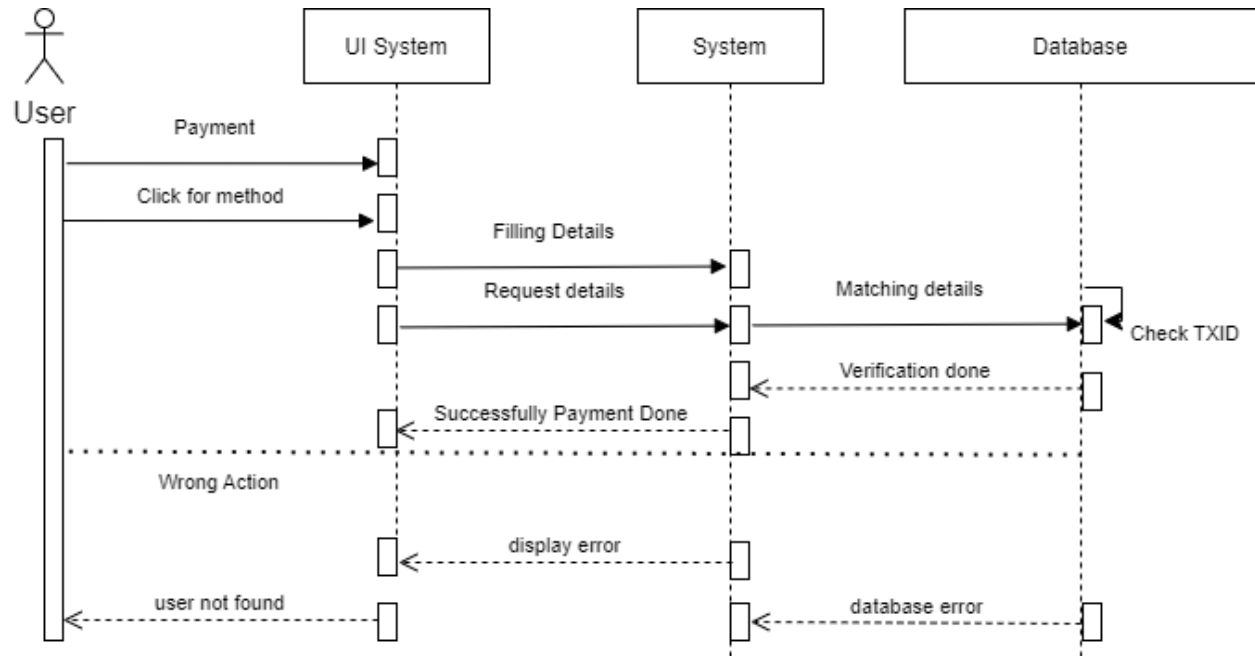 UI System
System
Database
User
Payment
Click for method
Filling Details
Request details
Matching details
Check TXID
Verification done
Successfully Payment Done
Wrong Action
display error
user not found
database error